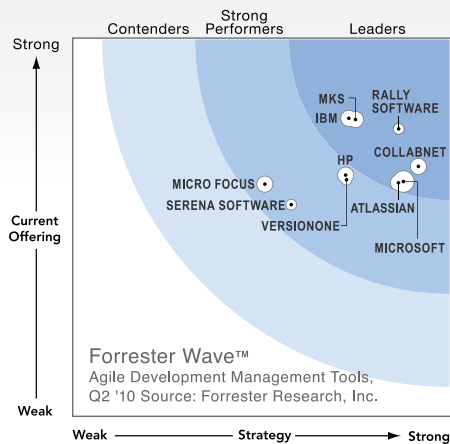 Contenders
Strong
Performers
Leaders
Strong
MKS
IBM
RALLY
SOFTWARE
COLLABNET
HP
MICRO FOCUS
SERENA SOFTWARE
ATLASSIAN
VERSIONONE
MICROSOFT
Current
Offering
Forrester Wave™
Agile Development Management Tools,
Q2 '10 Source: Forrester Research, Inc.
Weak
Weak
Strategy
Strong